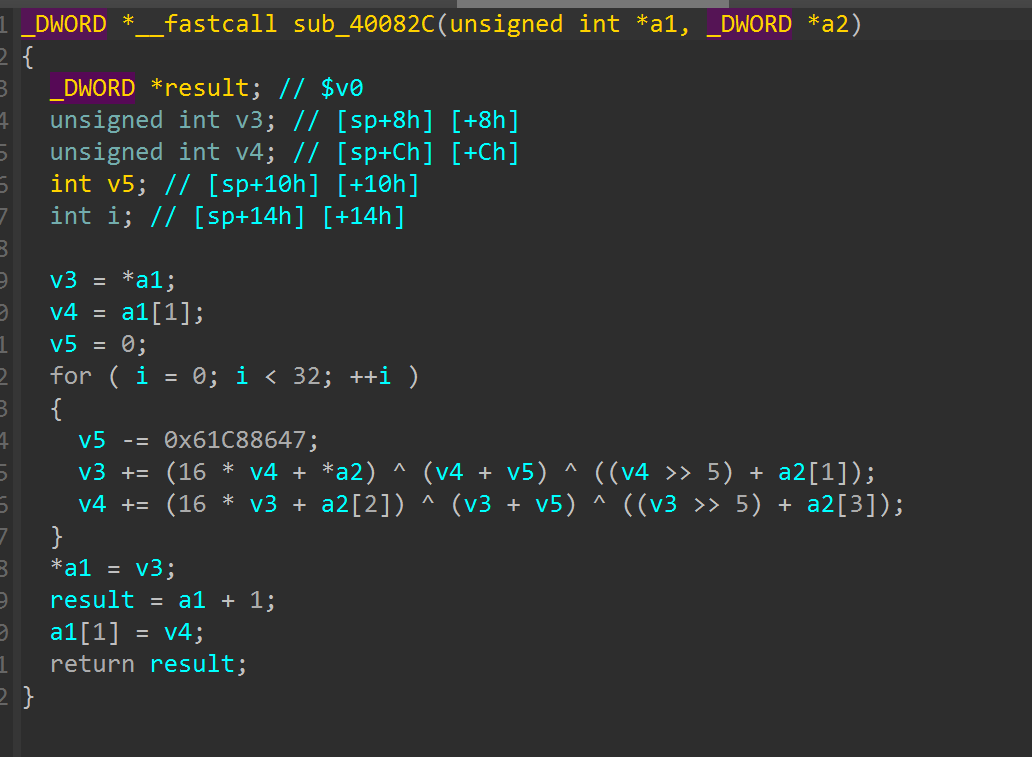 1 _DWORD *__fastcall sub_40082C(unsigned int *a1, _DWORD *a2)
2 {
3 _DWORD *result; // $v0
4 unsigned int v3; // [sp+8h] [+8h]
5 unsigned int v4; // [sp+Ch] [+Ch]
6 int v5; // [sp+10h] [+10h]
7 int i; // [sp+14h] [+14h]
8
9 v3 = *a1;
0 v4 = a1[1];
1 v5 = 0;
2 for ( i = 0; i < 32; ++i )
3 {
4 v5 -= 0x61C88647;
5 v3 += (16 * v4 + *a2) ^ (v4 + v5) ^ ((v4 >> 5) + a2[1]);
6 v4 += (16 * v3 + a2[2]) ^ (v3 + v5) ^ ((v3 >> 5) + a2[3]);
7 }
8 *a1 = v3;
9 result = a1 + 1;
0 a1[1] = v4;
1 return result;
2 }